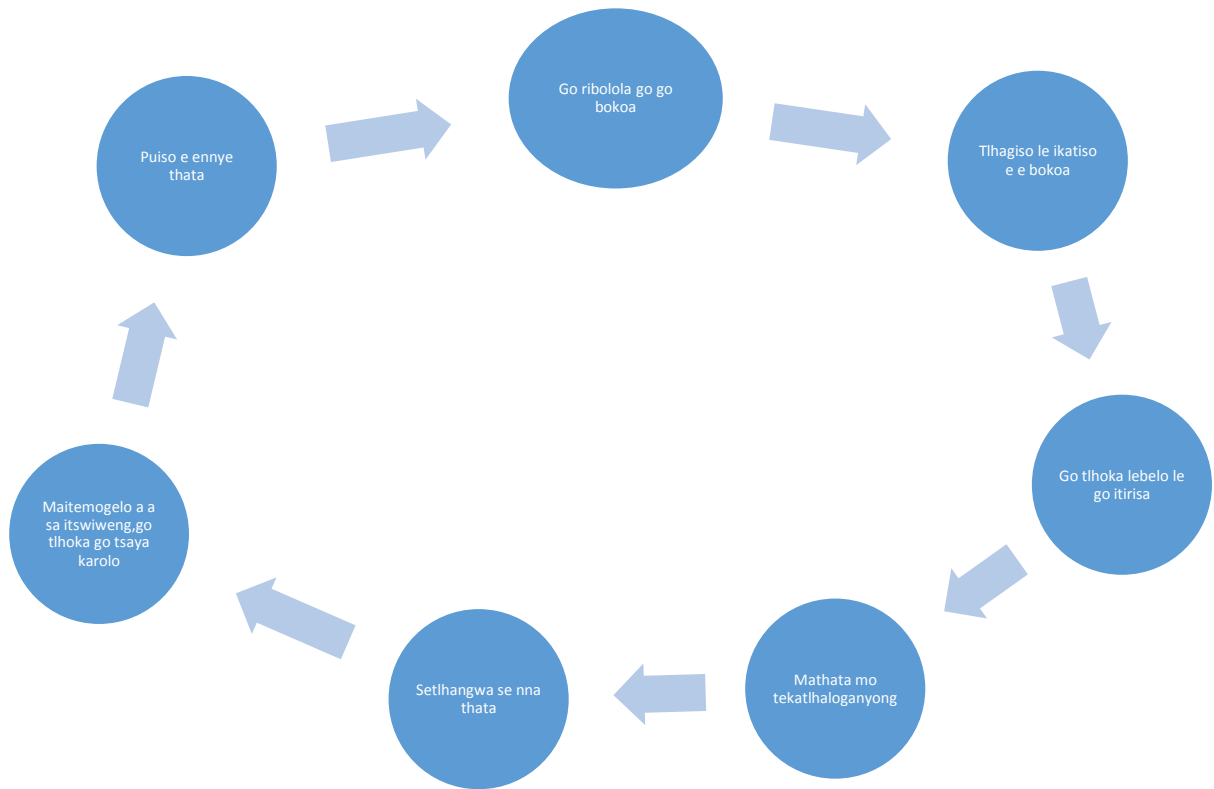 Go ribolola go go
bokoa
Tlhagiso le ikatiso
e e bokoa
Go tlhoka lebelo le
go itirisa
Mathata mo
tekatlhaloganyong
Setlhangwa se nna
thata
Maitemogelo a a
sa itswiweng,go
tlhoka go tsaya
karolo
Puiso e ennye
thata